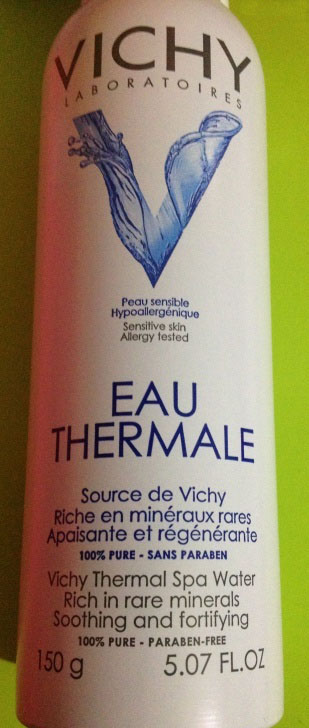 VICHY
LABORATOIRES
Peau sensible
Hypoallergénique
Sensitive skin
Allergy tested
EAU
THERMALE
Source de Vichy
Riche en minéraux rares
Apaisante et régénérante
100% PURE - SANS PARABEN
Vichy Thermal Spa Water
Rich in rare minerals
Soothing and fortifying
100% PURE - PARABEN-FREE
150 g 5.07 FL.OZ